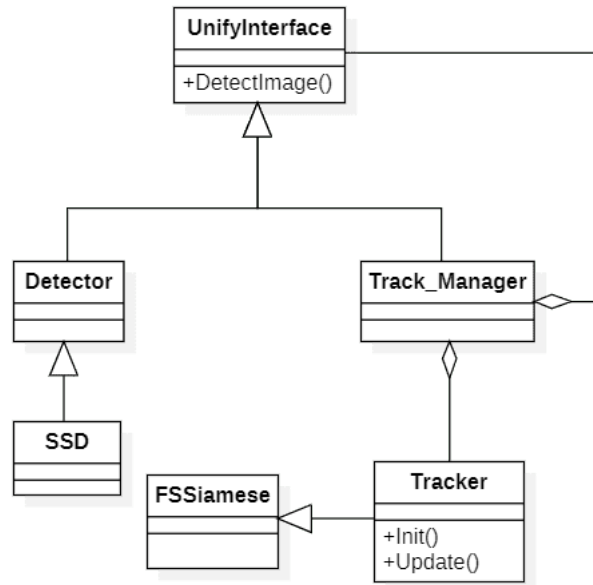 UnifyInterface
+DetectImage()
Detector
Track_Manager
SSD
FSSiamese
Tracker
+Init()
+Update()